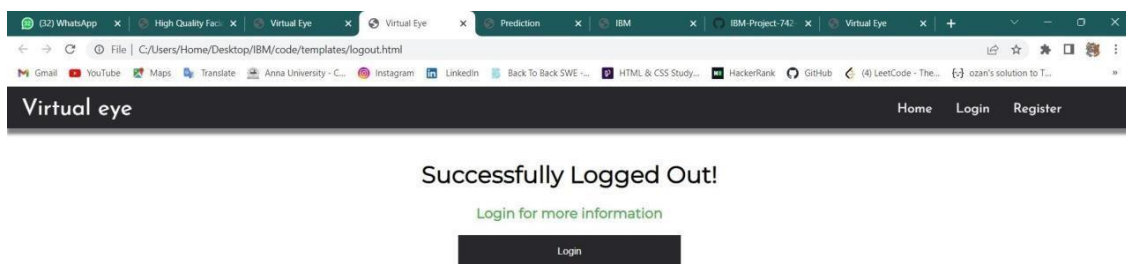 (32) WhatsApp High Quality Faci Virtual Eye Virtual Eye Prediction IBM IBM-Project-742 Virtual Eye
File | C:/Users/Home/Desktop/IBM/code/templates/logout.html
Gmail YouTube Maps Translate Anna University - C... Instagram LinkedIn Back To Back SWE -... HTML & CSS Study... HackerRank GitHub (4) LeetCode - The... ozan's solution to T... »
Virtual eye Home Login Register
Successfully Logged Out!
Login for more information
Login